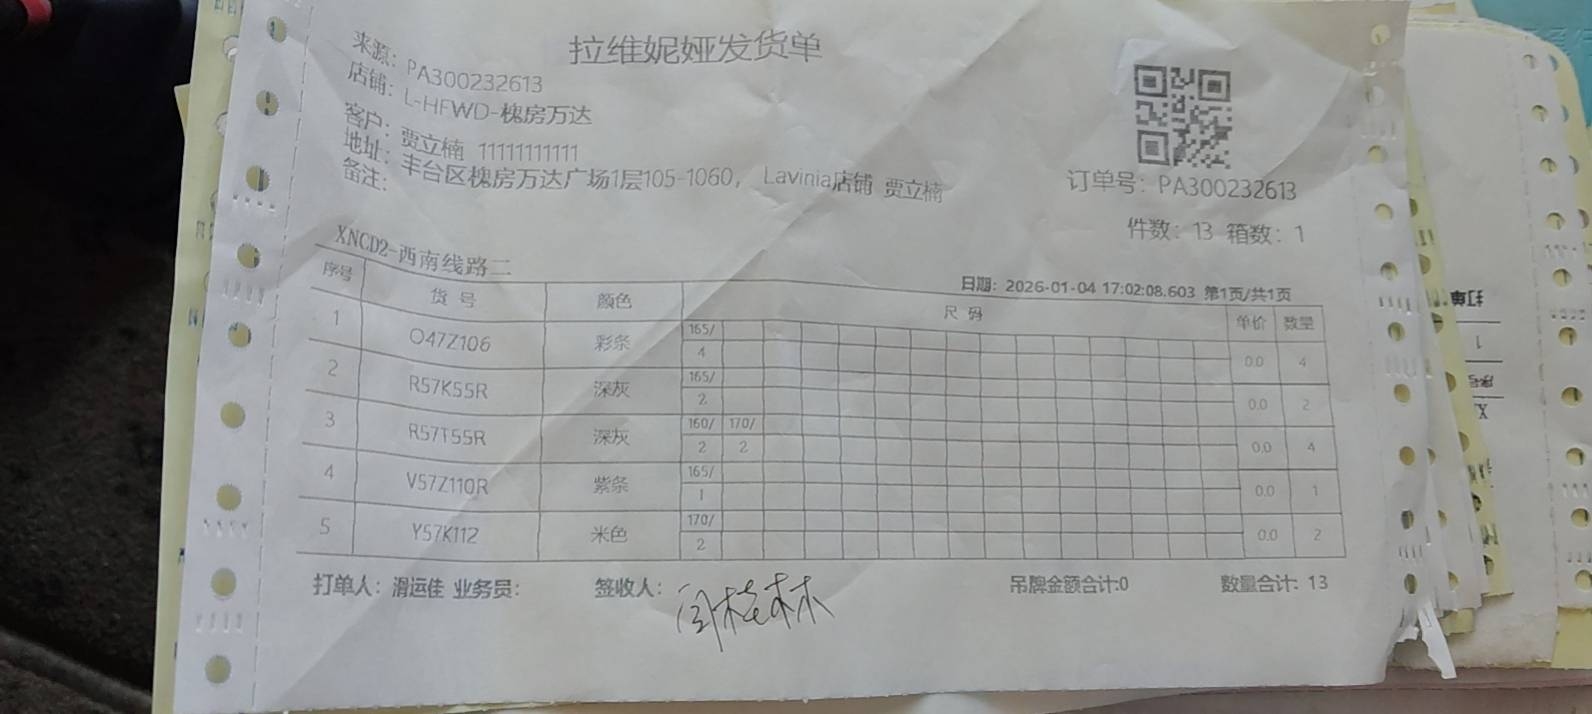 拉维妮娅发货单
来源: PA300232613
店铺: L-HFWD-槐房万达
客户: 贾立楠 11111111111
地址: 丰台区槐房万达广场1层105-1060, Lavinia店铺 贾立楠
备注:
订单号: PA300232613
件数: 13 箱数: 1
XNCD2-西南线路二
日期: 2026-01-04 17:02:08.603 第1页/共1页
序号 货号 颜色 尺码 单价 数量
1 O47Z106 彩条 165/ 4 0.0 4
2 R57K55R 深灰 165/ 2 0.0 2
3 R57T55R 深灰 160/ 170/ 2 2 0.0 4
4 V57Z110R 紫条 165/ 1 0.0 1
5 Y57K112 米色 170/ 2 0.0 2
打单人: 滑运佳 业务员: 签收人: 吊牌金额合计:0 数量合计: 13